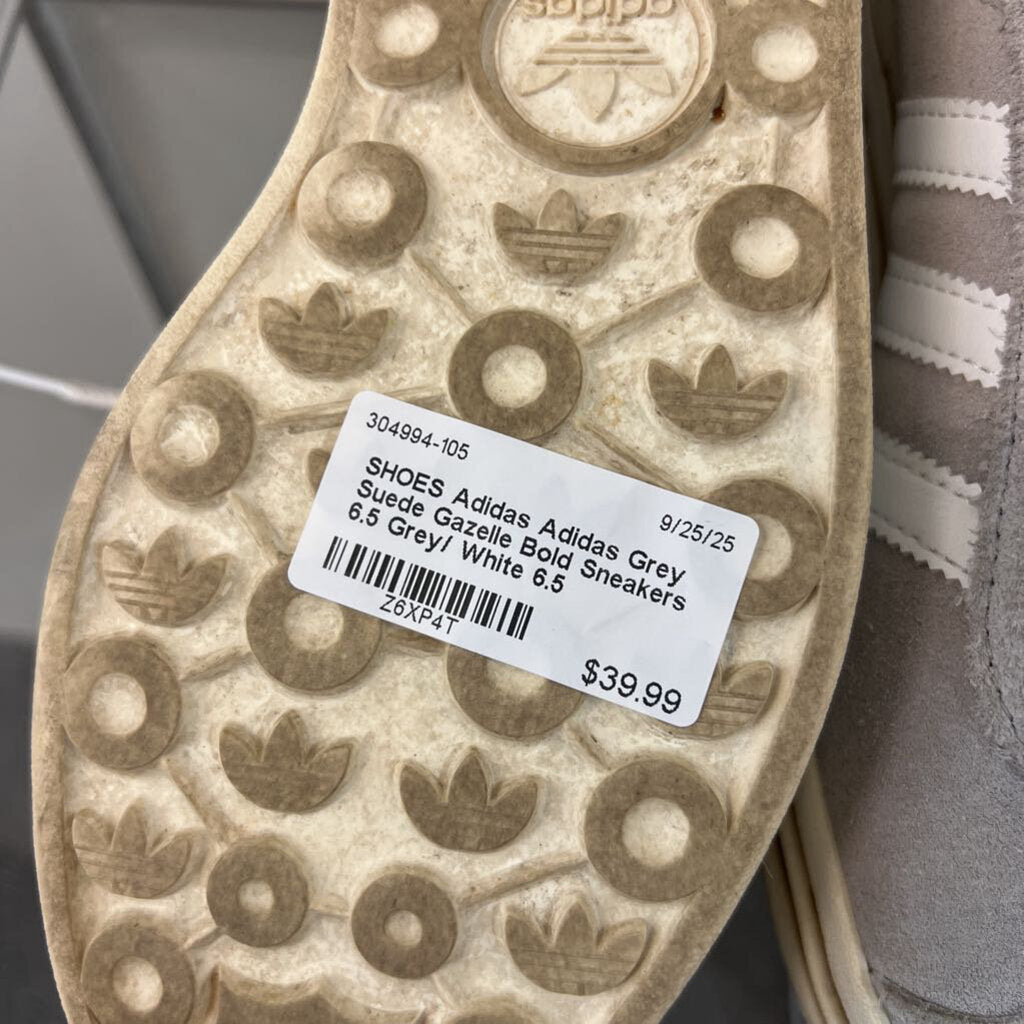 adidas
304994-105
9/25/25
SHOES Adidas Adidas Grey
Suede Gazelle Bold Sneakers
6.5 Grey/ White 6.5
Z6XP4T
$39.99